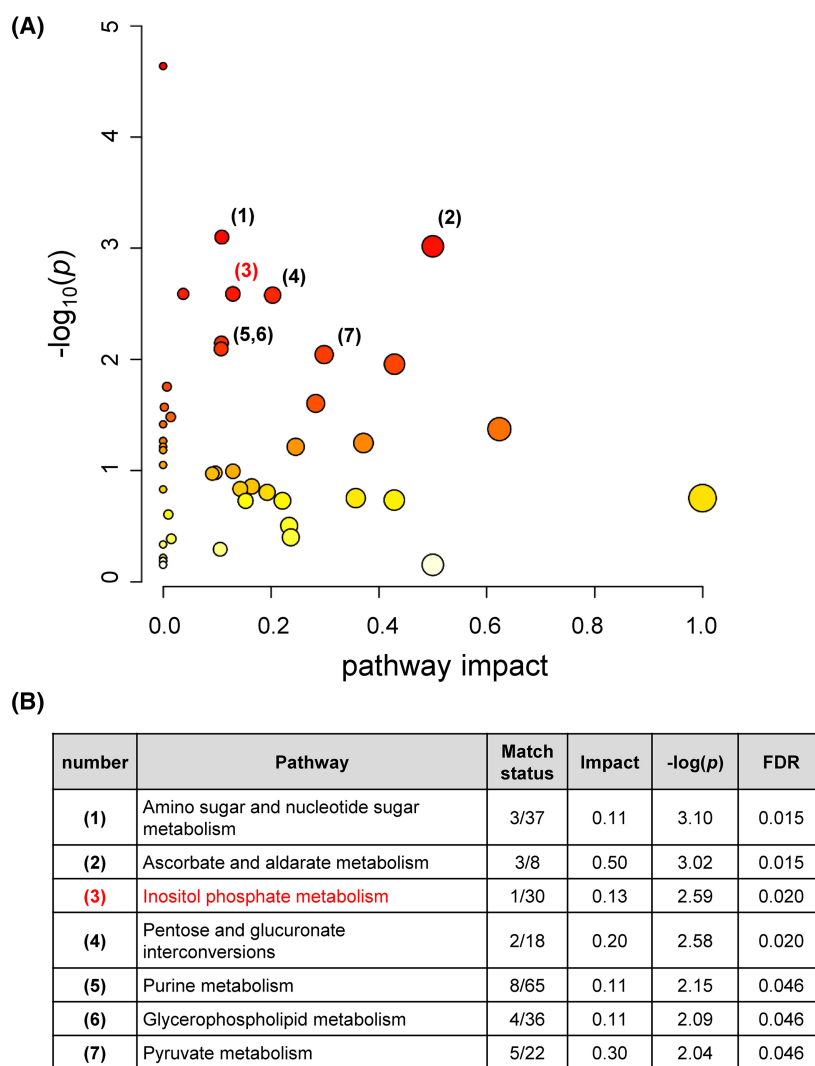 (A)
5
4
3
2
1
0
-log10(p)
(1)
(2)
(3)
(4)
(5,6)
(7)
0.0 0.2 0.4 0.6 0.8 1.0
pathway impact
(B)
number Pathway Match status Impact -log(p) FDR
(1) Amino sugar and nucleotide sugar metabolism 3/37 0.11 3.10 0.015
(2) Ascorbate and aldarate metabolism 3/8 0.50 3.02 0.015
(3) Inositol phosphate metabolism 1/30 0.13 2.59 0.020
(4) Pentose and glucuronate interconversions 2/18 0.20 2.58 0.020
(5) Purine metabolism 8/65 0.11 2.15 0.046
(6) Glycerophospholipid metabolism 4/36 0.11 2.09 0.046
(7) Pyruvate metabolism 5/22 0.30 2.04 0.046